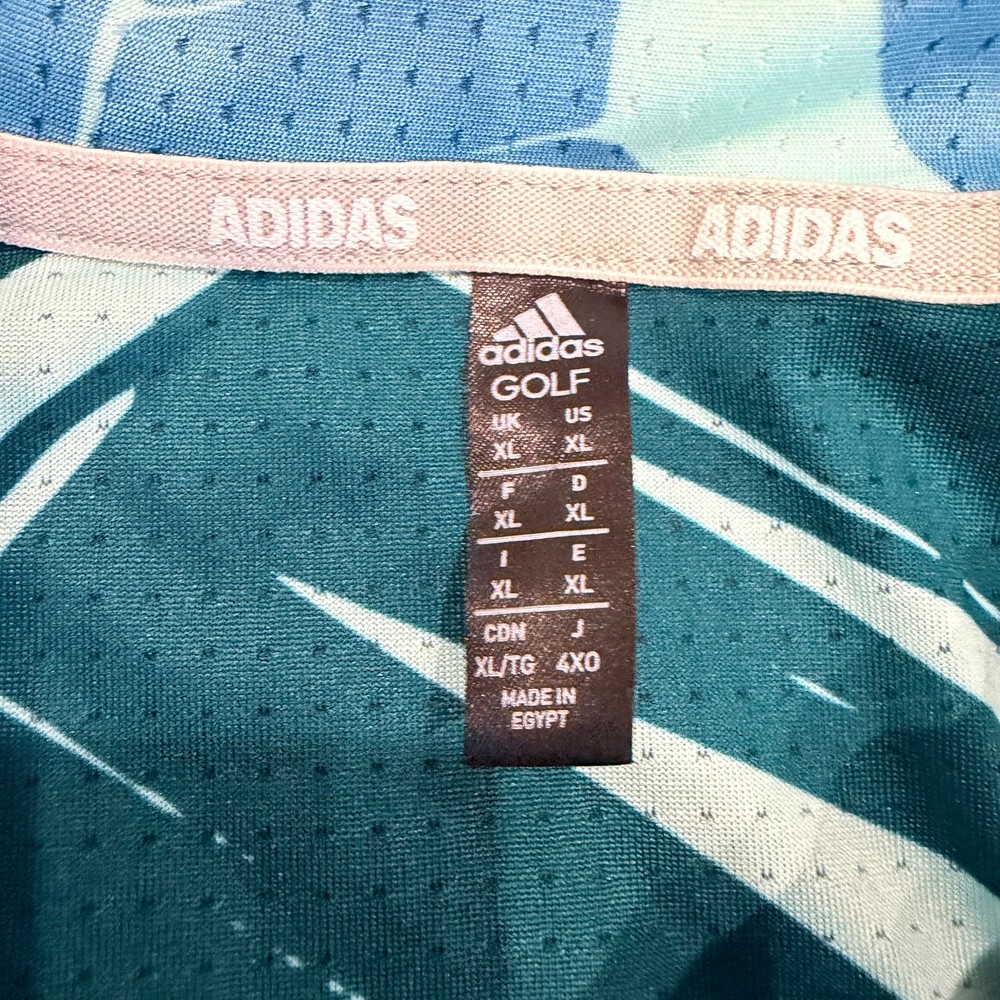 ADIDAS ADIDAS
adidas
GOLF
UK US
XL XL
F D
XL XL
I E
XL XL
CDN J
XL/TG 4XO
MADE IN
EGYPT